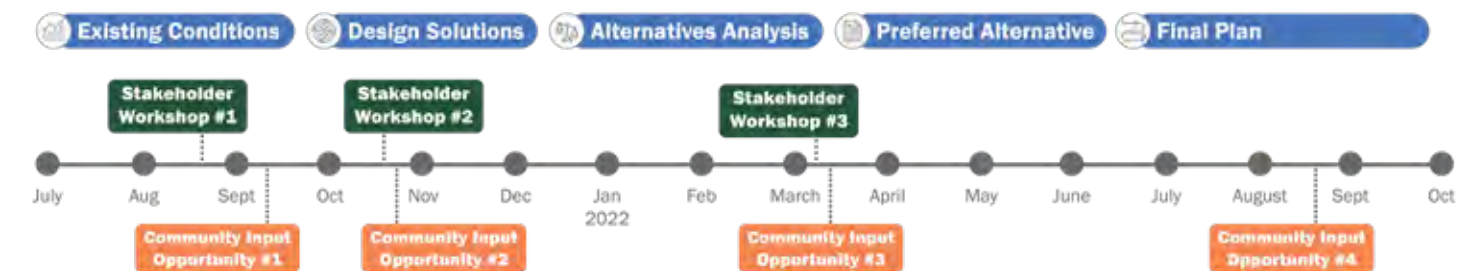 Existing Conditions
Design Solutions
Alternatives Analysis
Preferred Alternative
Final Plan
Stakeholder
Workshop #1
Stakeholder
Workshop #2
Stakeholder
Workshop #3
July
Aug
Sept
Oct
Nov
Dec
Jan
2022
Feb
March
April
May
June
July
August
Sept
Oct
Community Input
Opportunity #1
Community Input
Opportunity #2
Community Input
Opportunity #3
Community Input
Opportunity #4